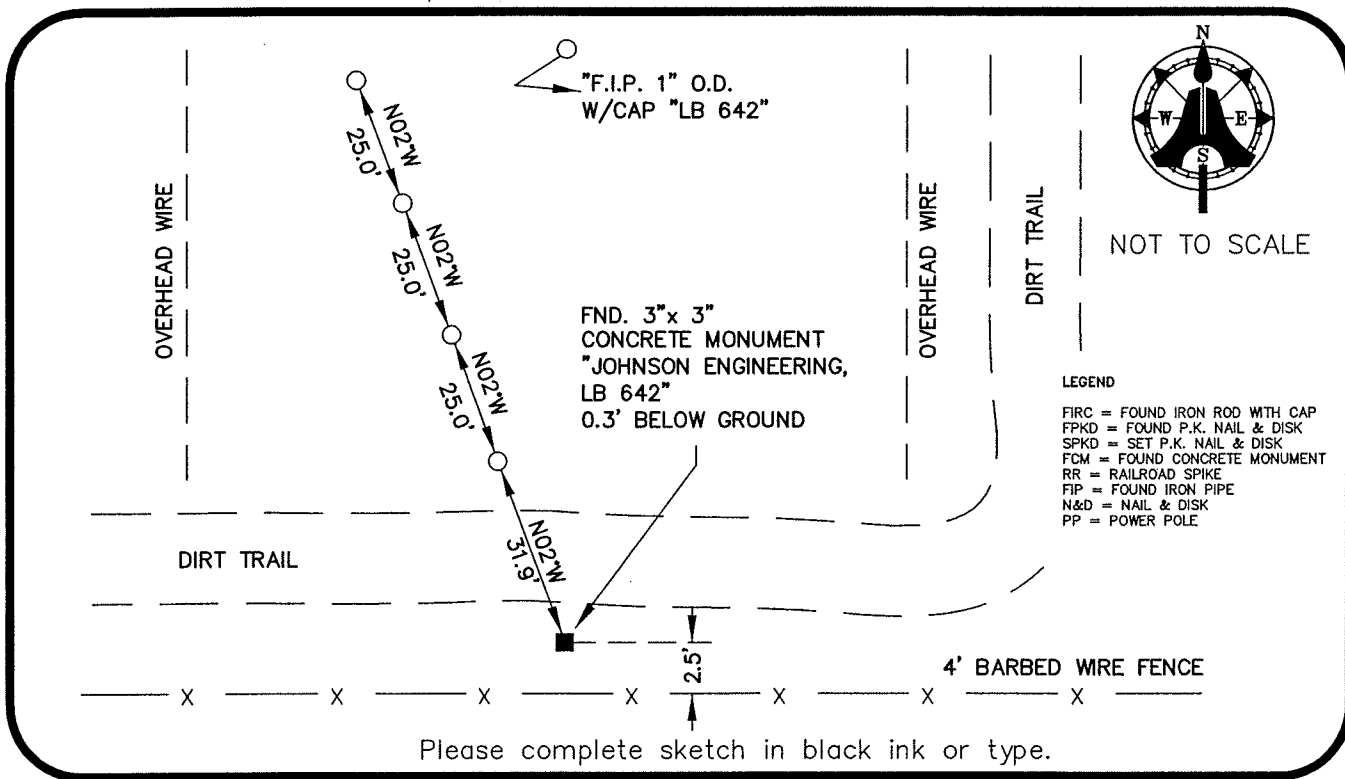 "F.I.P. 1" O.D.
W/CAP "LB 642"
N
W
E
S
NOT TO SCALE
N02°W
25.0'
N02°W
25.0'
N02°W
25.0'
N02°W
31.9'
OVERHEAD WIRE
OVERHEAD WIRE
DIRT TRAIL
FND. 3"x 3"
CONCRETE MONUMENT
"JOHNSON ENGINEERING,
LB 642"
0.3' BELOW GROUND
LEGEND
FIRC = FOUND IRON ROD WITH CAP
FPKD = FOUND P.K. NAIL & DISK
SPKD = SET P.K. NAIL & DISK
FCM = FOUND CONCRETE MONUMENT
RR = RAILROAD SPIKE
FIP = FOUND IRON PIPE
N&D = NAIL & DISK
PP = POWER POLE
DIRT TRAIL
2.5'
4' BARBED WIRE FENCE
X X X X X X X
Please complete sketch in black ink or type.